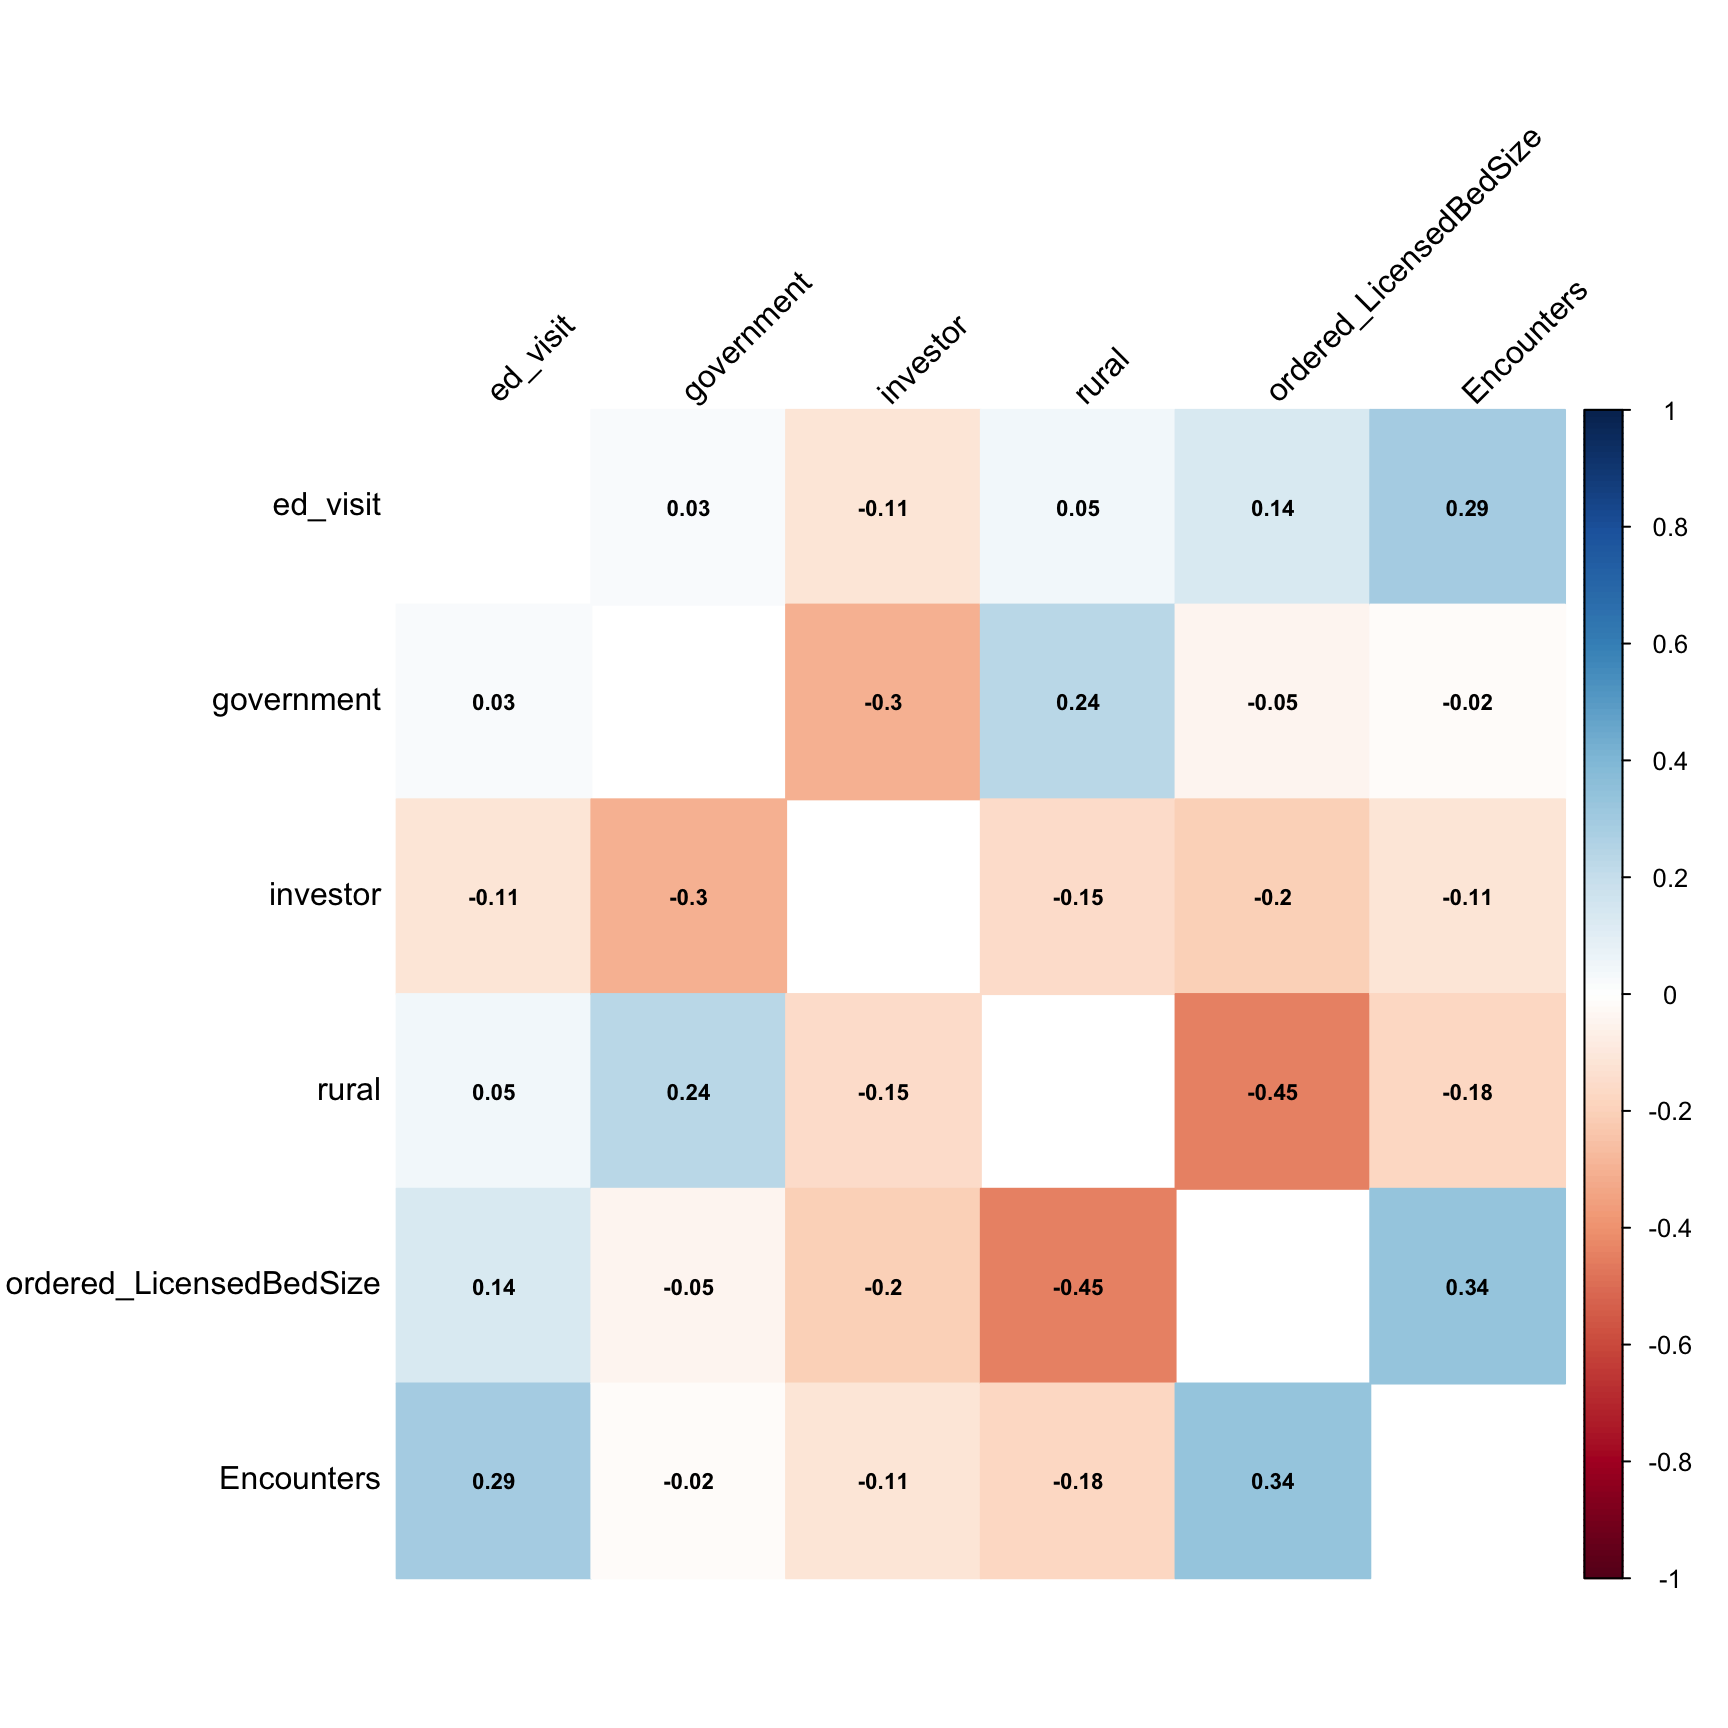 ed_visit
government
investor
rural
ordered_LicensedBedSize
Encounters
ed_visit 0.03 -0.11 0.05 0.14 0.29
government 0.03 -0.3 0.24 -0.05 -0.02
investor -0.11 -0.3 -0.15 -0.2 -0.11
rural 0.05 0.24 -0.15 -0.45 -0.18
ordered_LicensedBedSize 0.14 -0.05 -0.2 -0.45 0.34
Encounters 0.29 -0.02 -0.11 -0.18 0.34
1
0.8
0.6
0.4
0.2
0
-0.2
-0.4
-0.6
-0.8
-1